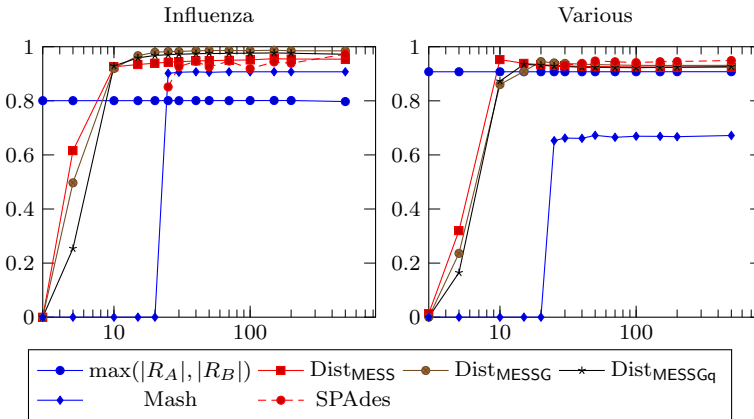 Influenza
Various
1
0.8
0.6
0.4
0.2
0
10
100
1
0.8
0.6
0.4
0.2
0
10
100
max(|R_A|, |R_B|)
Dist_MESS
Dist_MESSG
Dist_MESSGq
Mash
SPAdes